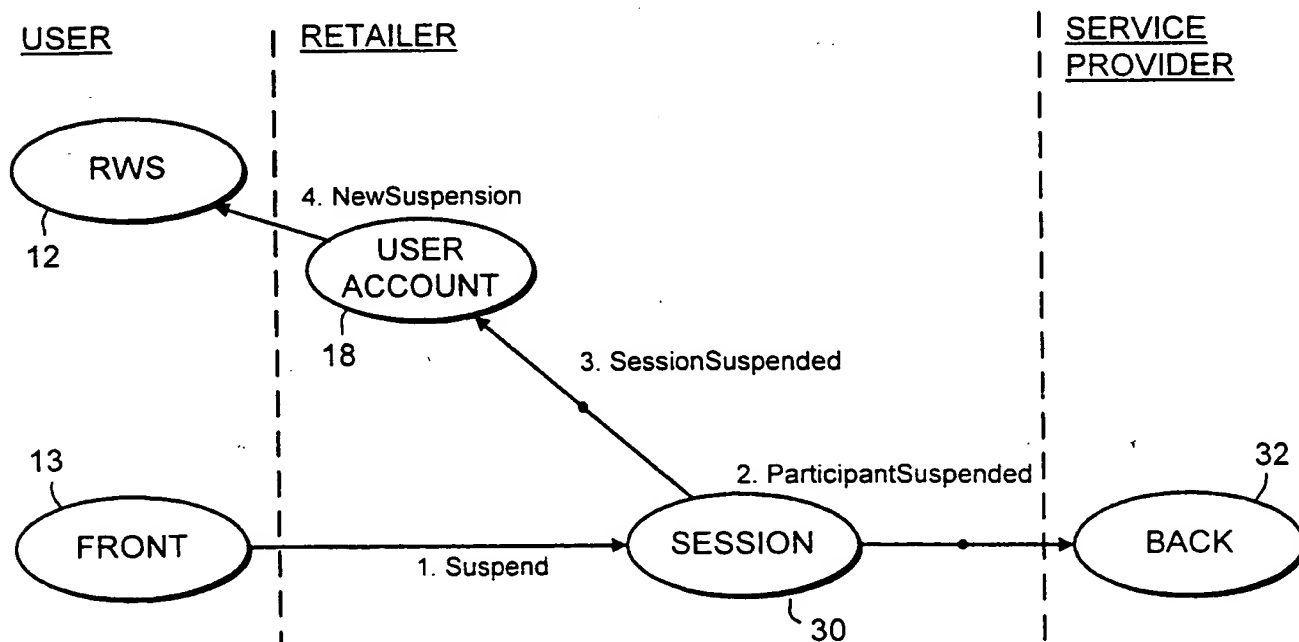 USER
RETAILER
SERVICE
PROVIDER
RWS
12
4. NewSuspension
USER
ACCOUNT
18
3. SessionSuspended
13
FRONT
1. Suspend
2. ParticipantSuspended
SESSION
30
32
BACK